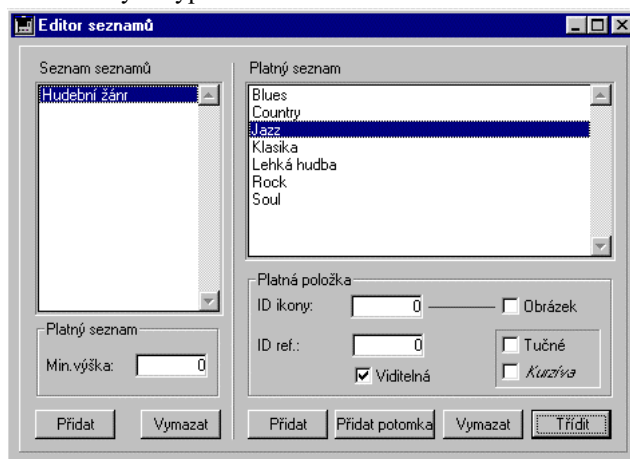 Editor seznamů
Seznam seznamů
Hudební žánr
Platný seznam
Min.výška: 0
Přidat Vymazat
Platný seznam
Blues
Country
Jazz
Klasika
Lehká hudba
Rock
Soul
Platná položka
ID ikony: 0 Obrázek
ID ref.: 0 Tučné
Viditelná Kurzíva
Přidat Přidat potomka Vymazat Třídit